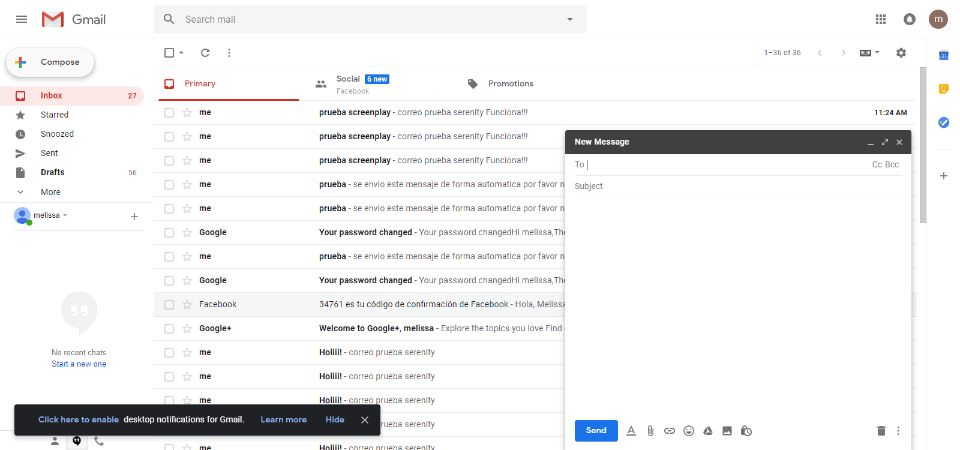 Gmail
Search mail
m
Compose
1–36 of 36
31
Primary
Social 6 new
Facebook
Promotions
Inbox 27
Starred
Snoozed
Sent
Drafts 56
More
melissa
No recent chats
Start a new one
me prueba screenplay - correo prueba serenity Funciona!!! 11:24 AM
me prueba screenplay - correo prueba serenity Funciona!!!
me prueba screenplay - correo prueba serenity Funciona!!!
me prueba - se envio este mensaje de forma automatica por favor n
me prueba - se envio este mensaje de forma automatica por favor n
Google Your password changed - Your password changedHi melissa,The
me prueba - se envio este mensaje de forma automatica por favor n
Google Your password changed - Your password changedHi melissa,The
Facebook 34761 es tu código de confirmación de Facebook - Hola, Melissa
Google+ Welcome to Google+, melissa - Explore the topics you love Find
me Holiii! - correo prueba serenity
me Holiii! - correo prueba serenity
me Holiii! - correo prueba serenity
me Holiii! - correo prueba serenity
New Message
To Cc Bcc
Subject
Send
Click here to enable desktop notifications for Gmail. Learn more Hide